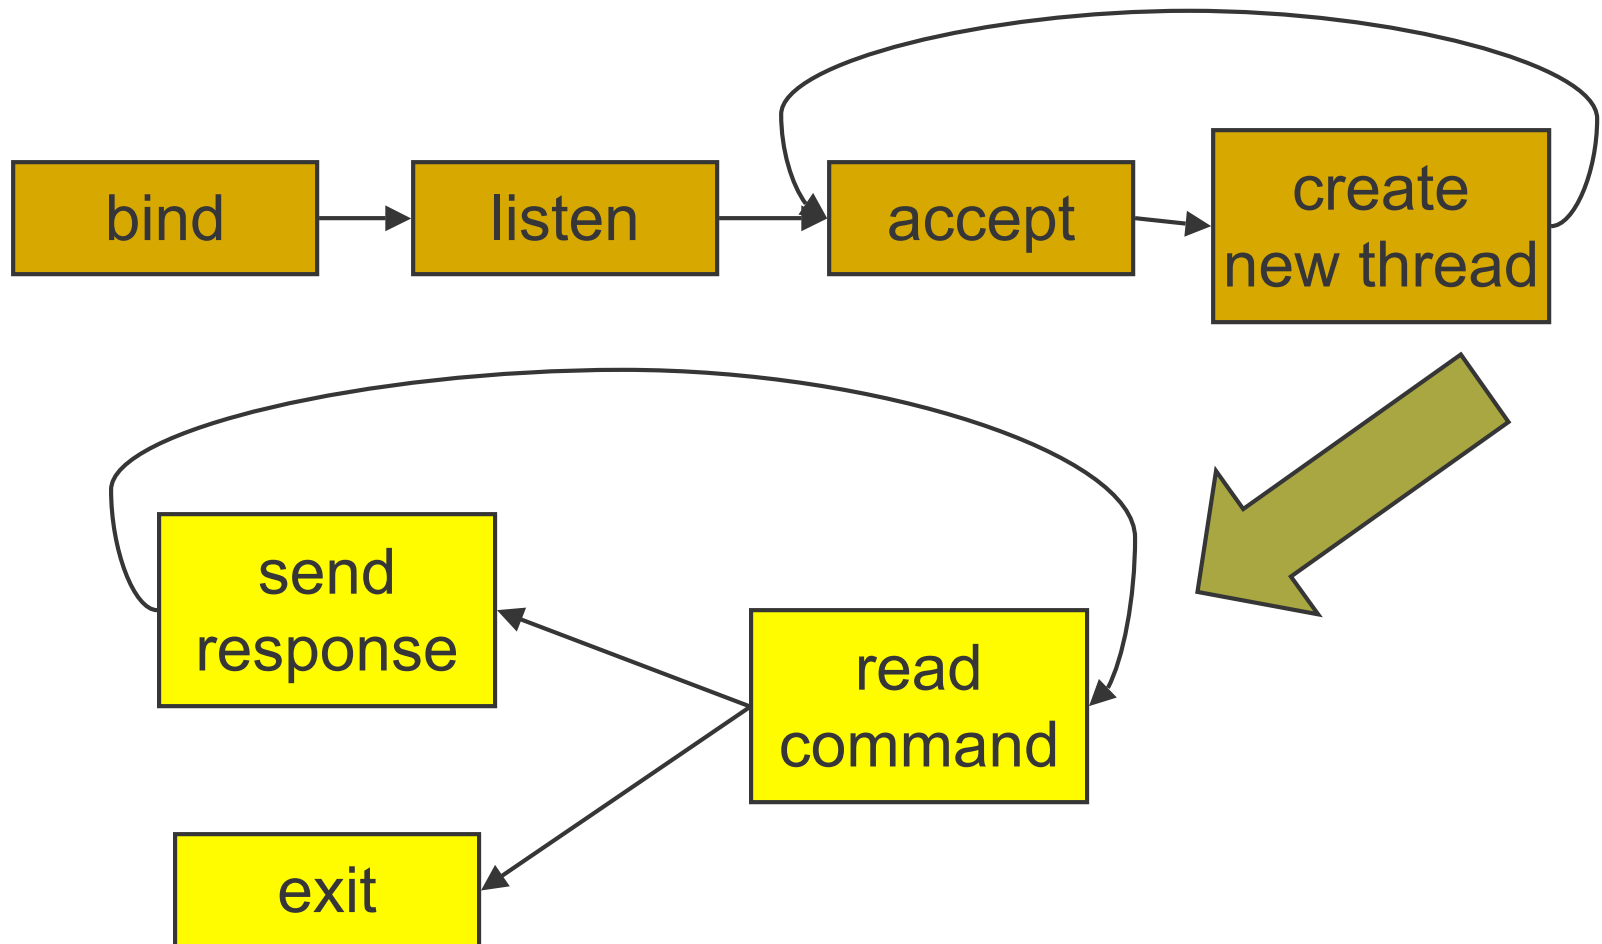 bind
listen
accept
create
new thread
send
response
read
command
exit